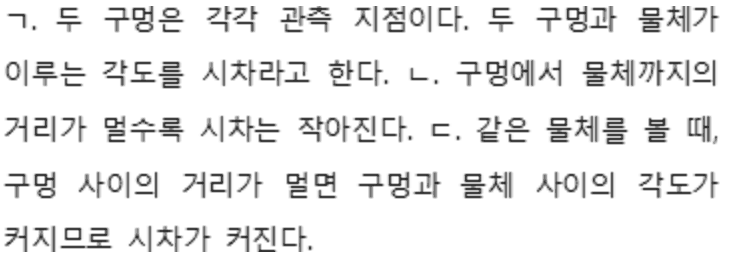 ㄱ. 두 구멍은 각각 관측 지점이다. 두 구멍과 물체가
이루는 각도를 시차라고 한다. ㄴ. 구멍에서 물체까지의
거리가 멀수록 시차는 작아진다. ㄷ. 같은 물체를 볼 때,
구멍 사이의 거리가 멀면 구멍과 물체 사이의 각도가
커지므로 시차가 커진다.